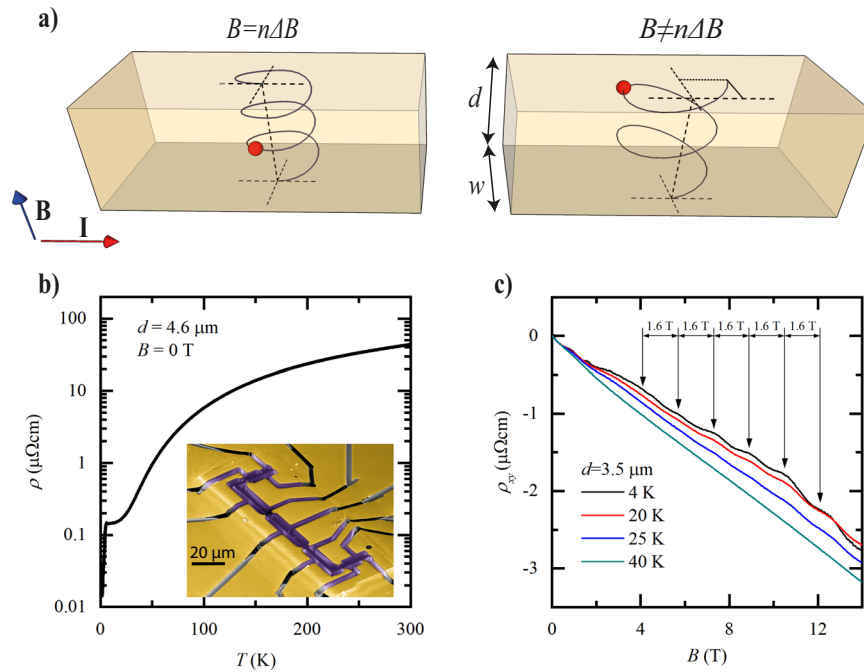 a)
B=nΔB
B≠nΔB
d
w
B
I
b)
d = 4.6 μm
B = 0 T
100
10
1
0.1
0.01
ρ (μΩcm)
20 μm
0
100
200
300
T (K)
c)
1.6 T 1.6 T 1.6 T 1.6 T 1.6 T
0
-1
-2
-3
ρxy (μΩcm)
d=3.5 μm
4 K
20 K
25 K
40 K
0
4
8
12
B (T)